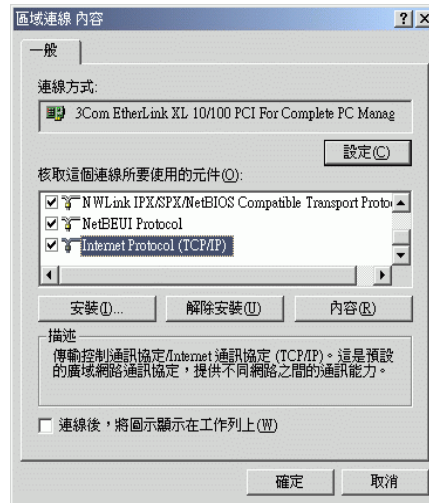 區域連線 內容
一般
連線方式:
3Com EtherLink XL 10/100 PCI For Complete PC Manag
設定(C)
核取這個連線所要使用的元件(O):
NWLink IPX/SPX/NetBIOS Compatible Transport Proto
NetBEUI Protocol
Internet Protocol (TCP/IP)
安裝(I)...
解除安裝(U)
內容(R)
描述
傳輸控制通訊協定/Internet 通訊協定 (TCP/IP)。這是預設
的廣域網路通訊協定，提供不同網路之間的通訊能力。
連線後，將圖示顯示在工作列上(W)
確定
取消